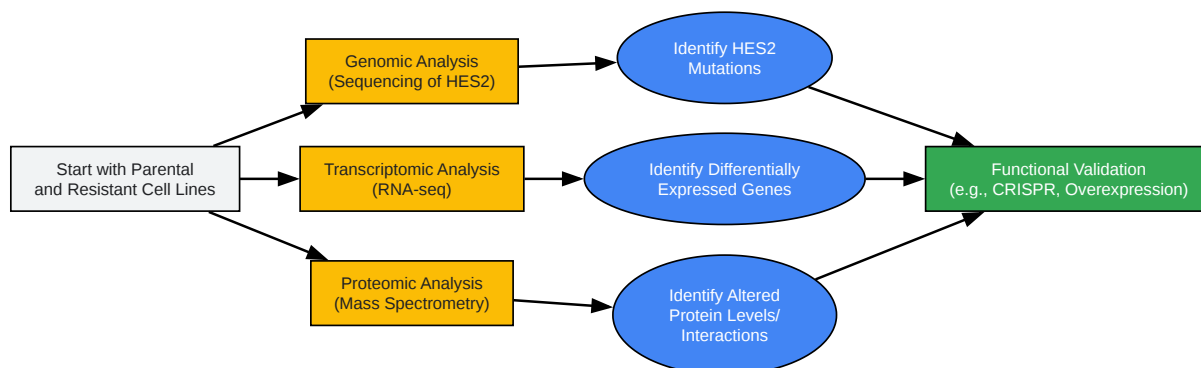 Genomic Analysis
(Sequencing of HES2)
Identify HES2
Mutations
Start with Parental
and Resistant Cell Lines
Transcriptomic Analysis
(RNA-seq)
Identify Differentially
Expressed Genes
Functional Validation
(e.g., CRISPR, Overexpression)
Proteomic Analysis
(Mass Spectrometry)
Identify Altered
Protein Levels/
Interactions